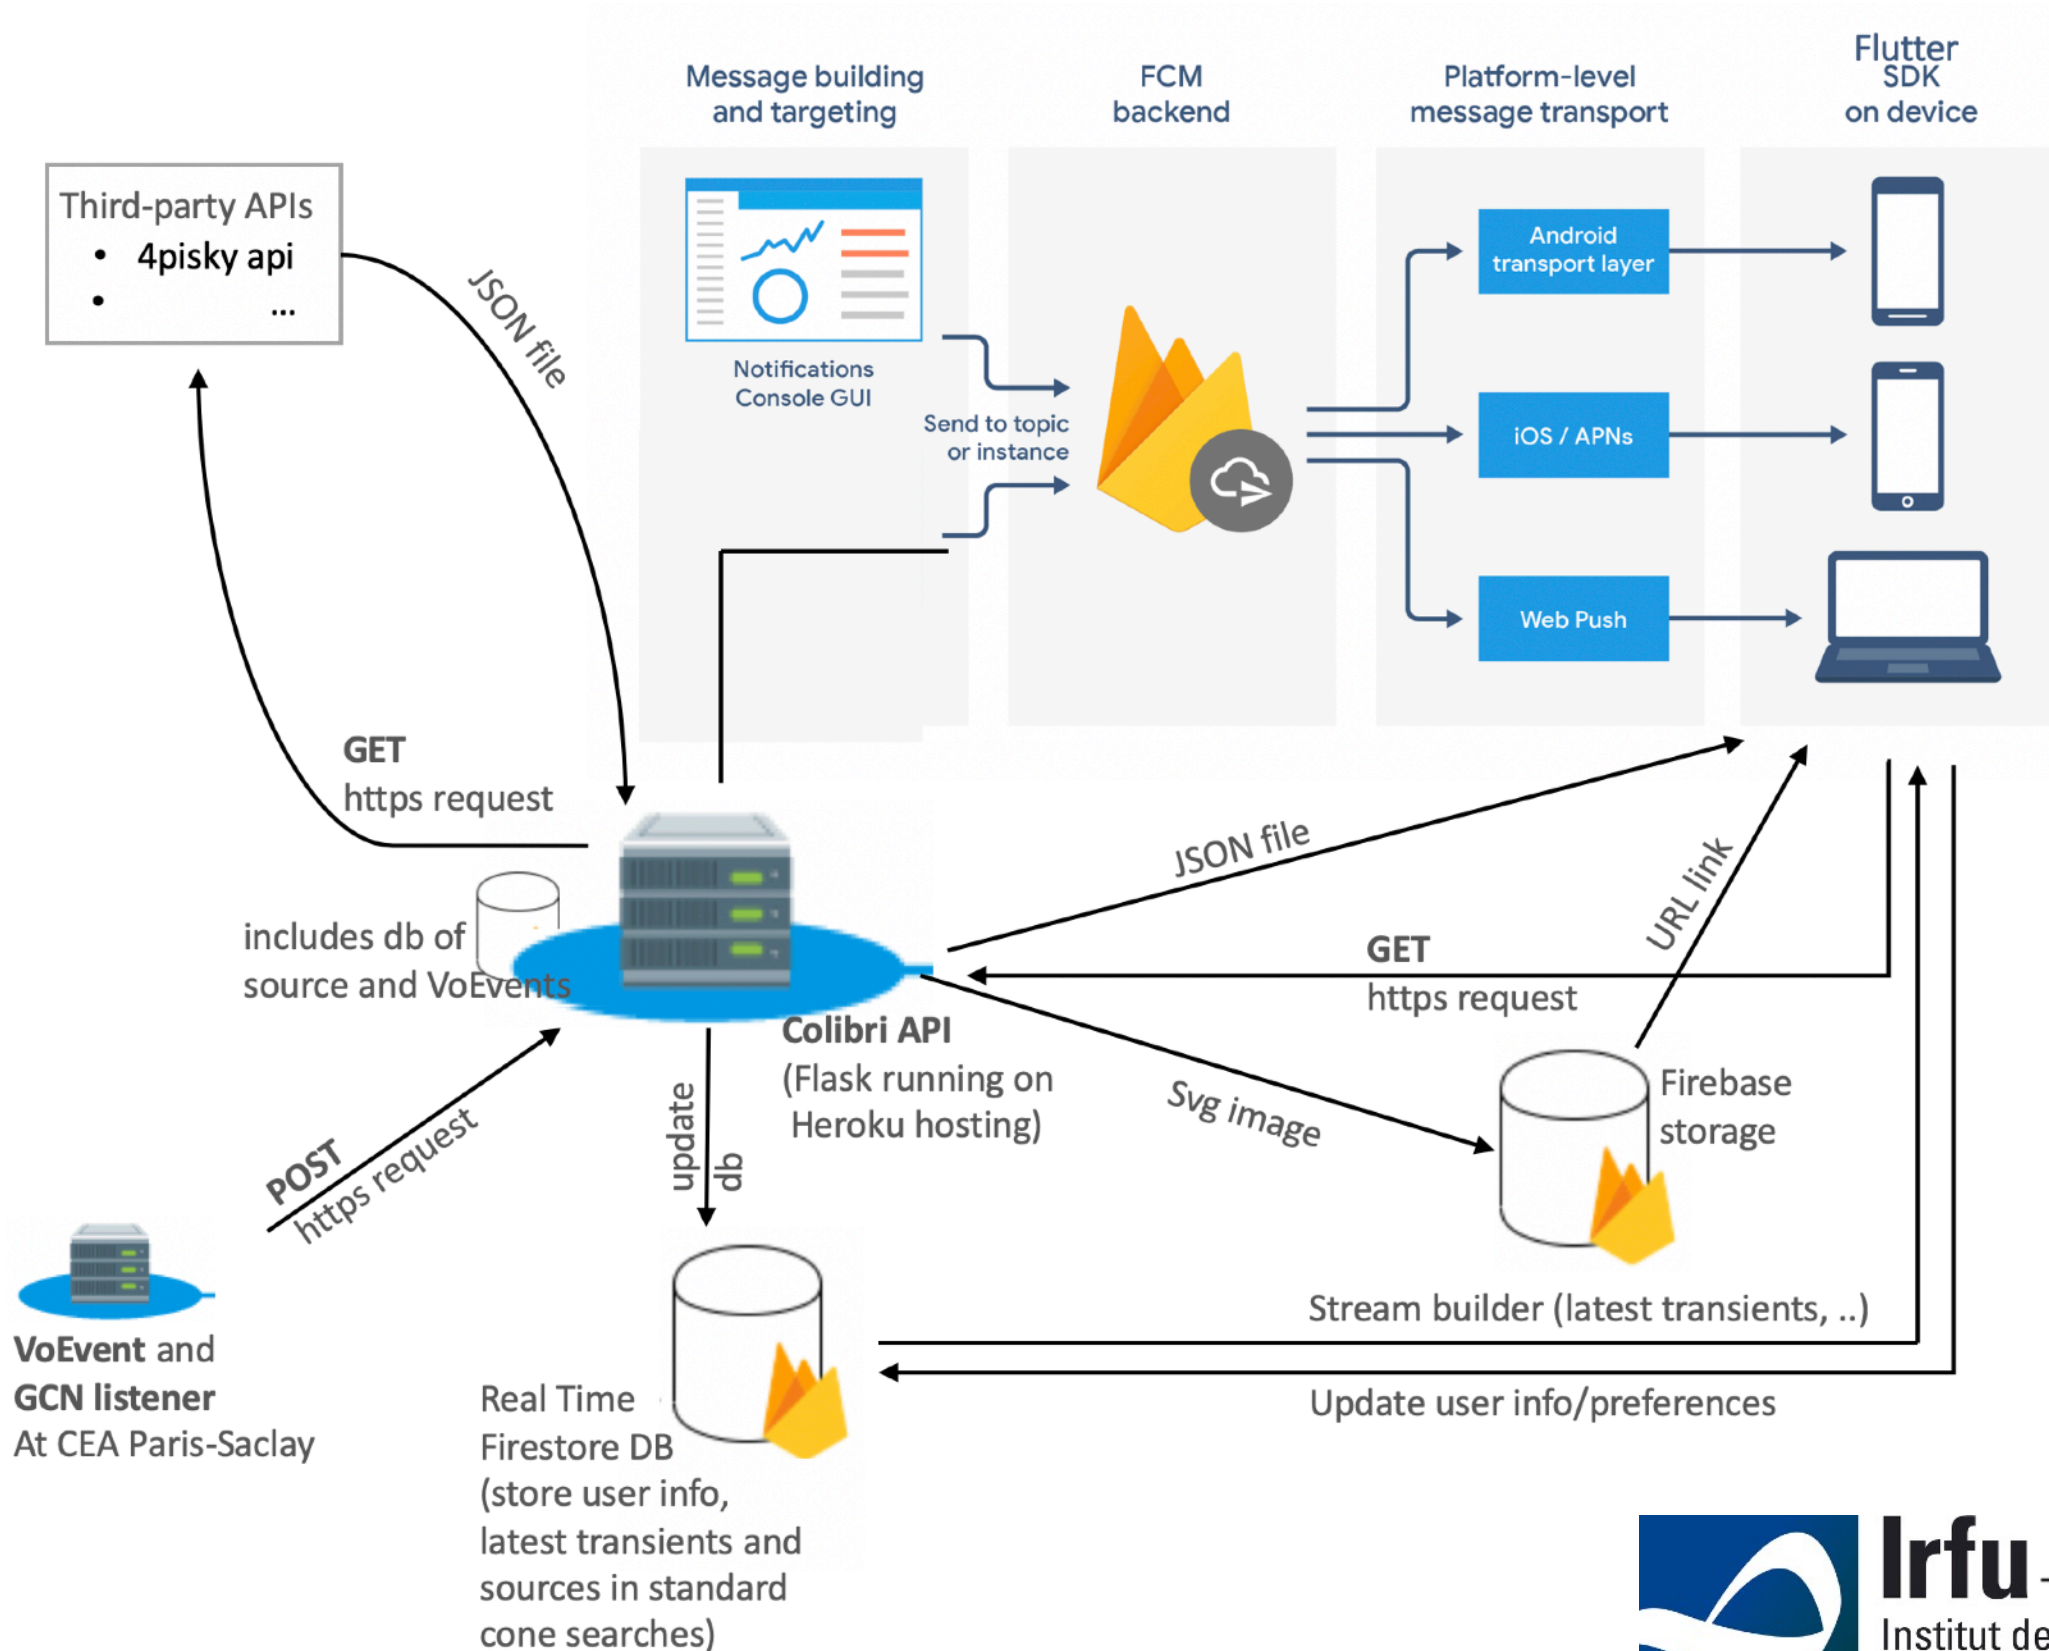 Message building
and targeting
FCM
backend
Platform-level
message transport
Flutter
SDK
on device
Third-party APIs
• 4pisky api
• ...
JSON file
Notifications
Console GUI
Send to topic
or instance
Android
transport layer
iOS / APNs
Web Push
GET
https request
includes db of
source and VoEvents
Colibri API
(Flask running on
Heroku hosting)
JSON file
URL link
GET
https request
Svg image
Firebase
storage
POST
https request
update
db
VoEvent and
GCN listener
At CEA Paris-Saclay
Real Time
Firestore DB
(store user info,
latest transients and
sources in standard
cone searches)
Stream builder (latest transients, ..)
Update user info/preferences
Irfu
Institut de